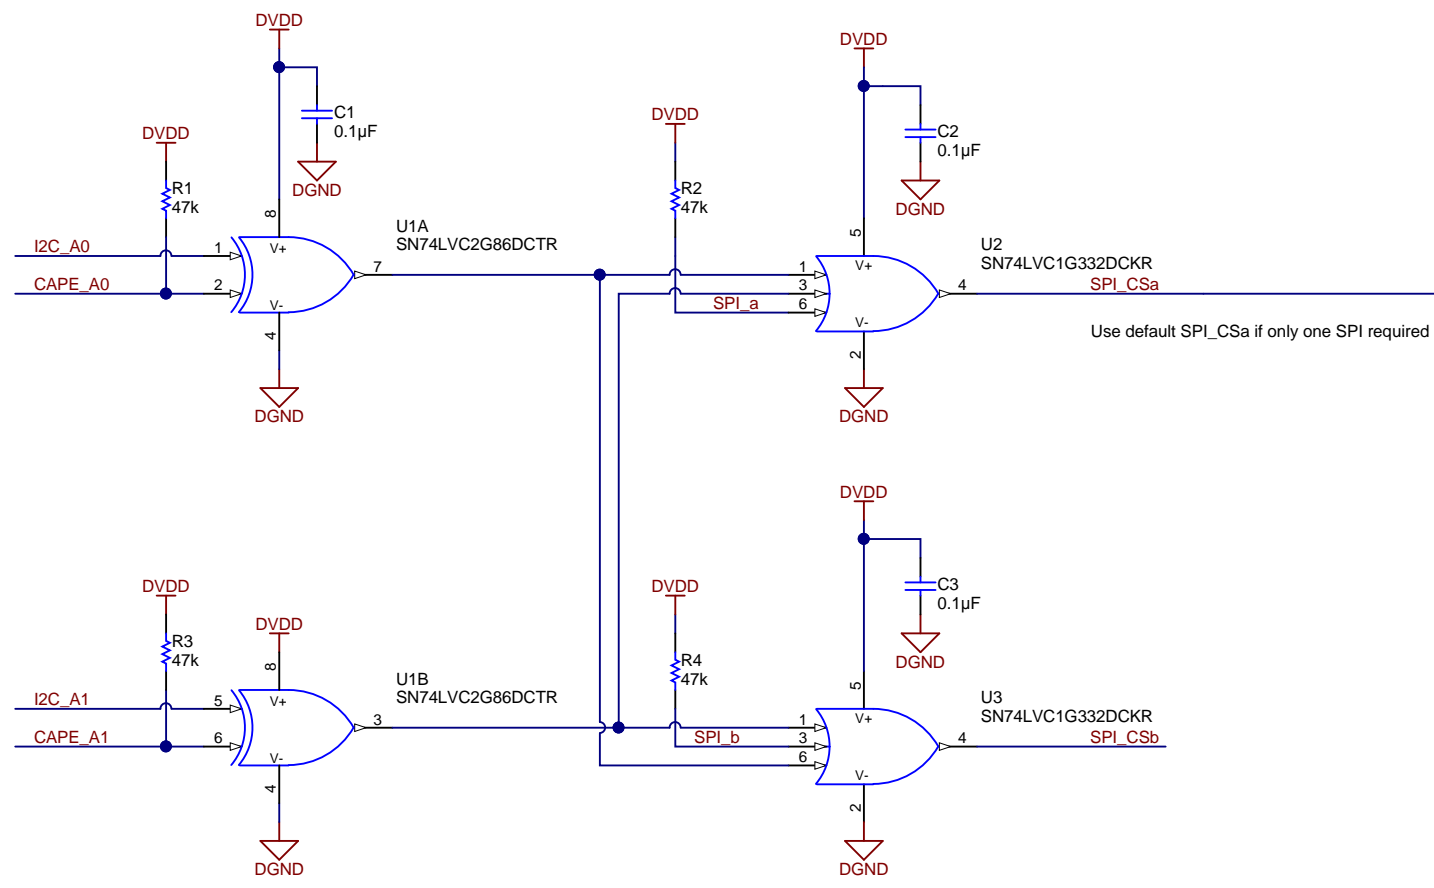 DVDD
C1
0.1µF
DGND
DVDD
R1
47k
8
I2C_A0
1
V+
CAPE_A0
2
V-
4
DGND
U1A
SN74LVC2G86DCTR
7
DVDD
R2
47k
SPI_a
DVDD
C2
0.1µF
DGND
5
1
V+
3
6
V-
2
DGND
U2
SN74LVC1G332DCKR
4
SPI_CSa
Use default SPI_CSa if only one SPI required
DVDD
R3
47k
DVDD
8
I2C_A1
5
V+
CAPE_A1
6
V-
4
DGND
U1B
SN74LVC2G86DCTR
3
DVDD
R4
47k
SPI_b
DVDD
C3
0.1µF
DGND
5
1
V+
3
6
V-
2
DGND
U3
SN74LVC1G332DCKR
4
SPI_CSb